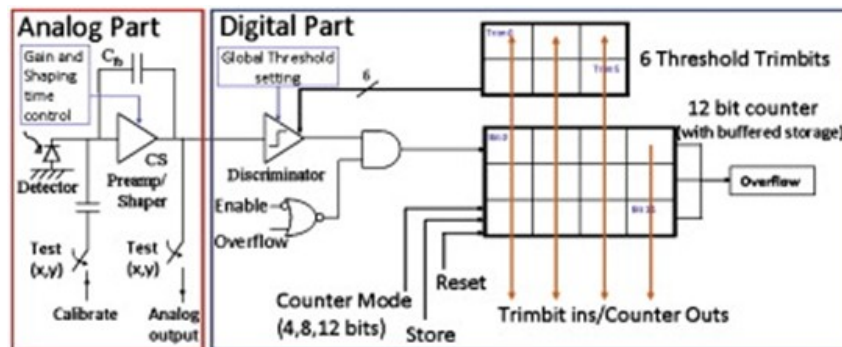 Analog Part
Gain and
Shaping
time
control
Cfb
Detector
CS
Preamp/
Shaper
Test
(x,y)
Calibrate
Test
(x,y)
Analog
output
Digital Part
Global Threshold
setting
6
Discriminator
Enable
Overflow
6 Threshold Trimbits
12 bit counter
(with buffered storage)
Overflow
Counter Mode
(4,8,12 bits)
Store
Reset
Trimbit ins/Counter Outs